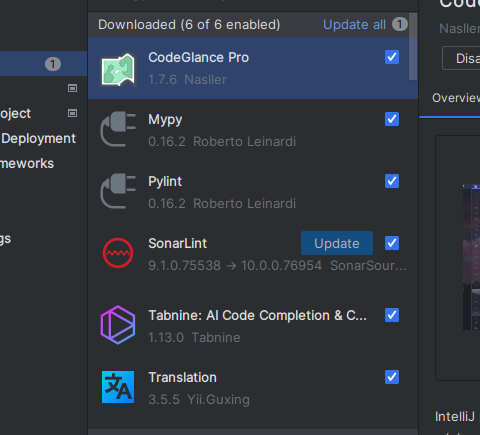 Downloaded (6 of 6 enabled) Update all 1
CodeGlance Pro
1.7.6 Nasller
Mypy
0.16.2 Roberto Leinardi
Pylint
0.16.2 Roberto Leinardi
SonarLint Update
9.1.0.75538 → 10.0.0.76954 SonarSour...
Tabnine: AI Code Completion & C...
1.13.0 Tabnine
Translation
3.5.5 Yii.Guxing
1
oject
Deployment
meworks
gs
Code
Nasller
Disa
Overview
IntelliJ